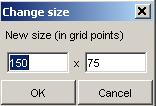 Change size
New size (in grid points)
150 x 75
OK Cancel